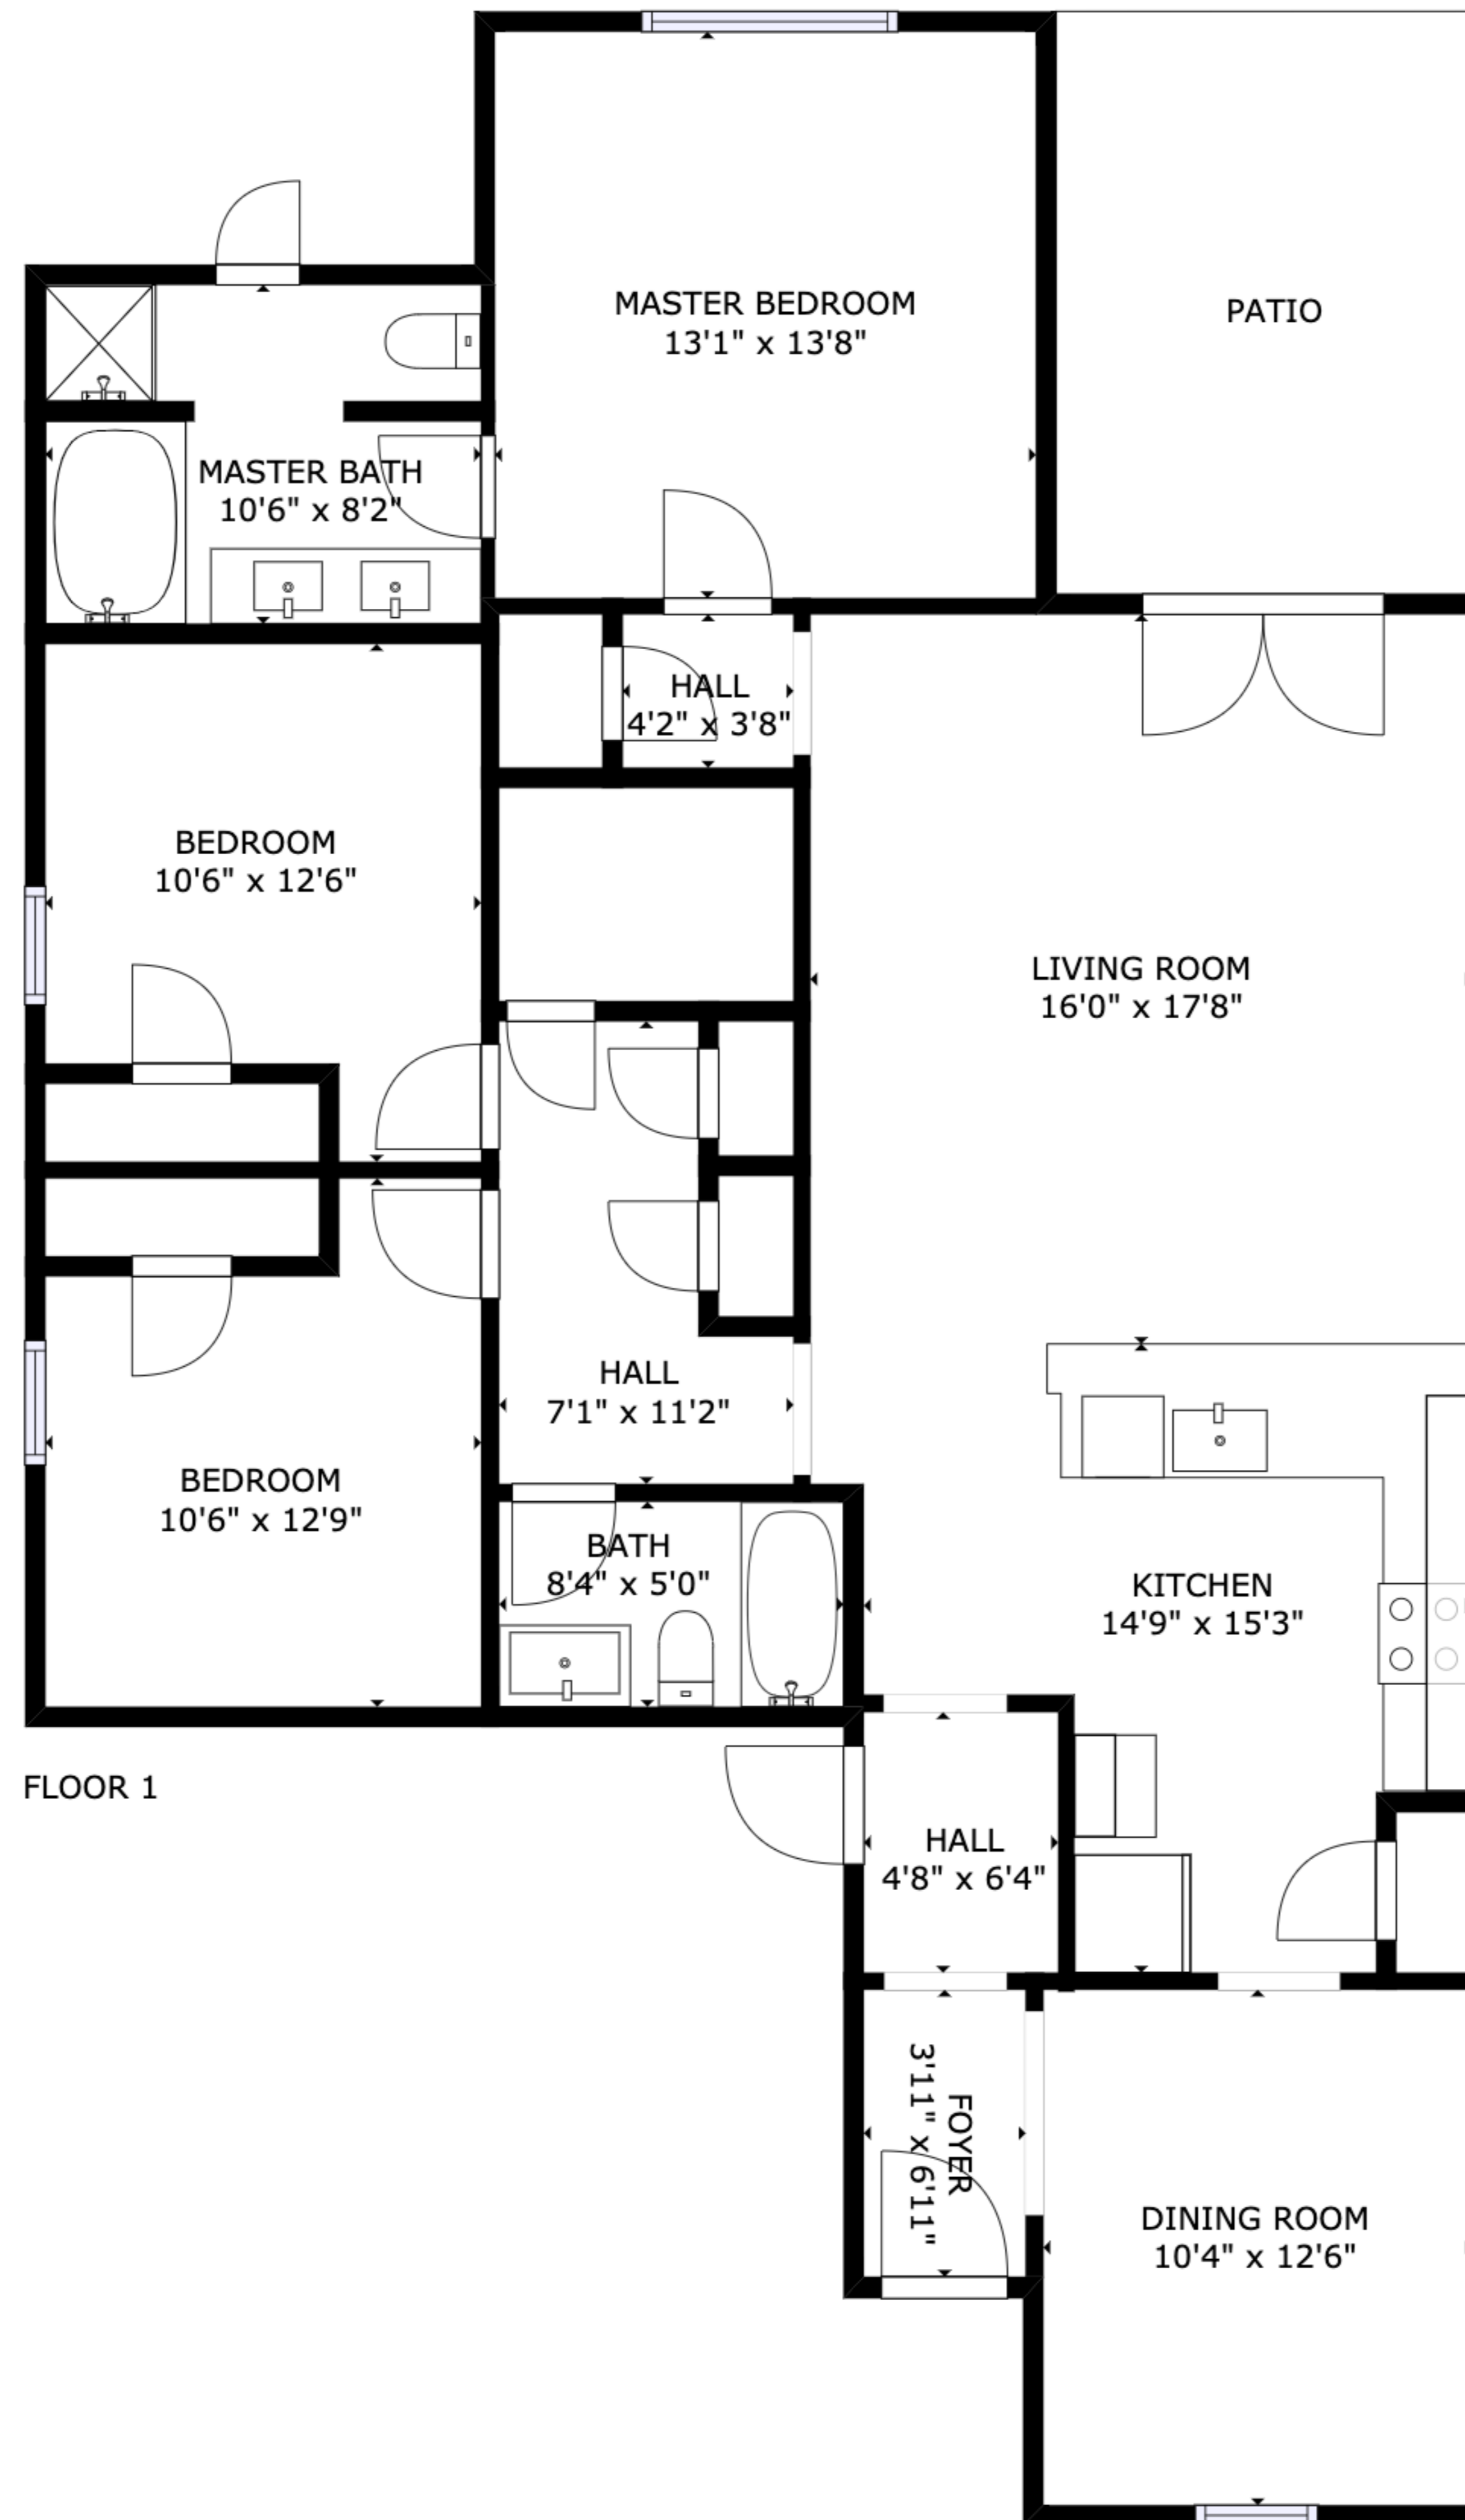 MASTER BEDROOM
13'1" x 13'8"
PATIO
MASTER BATH
10'6" x 8'2"
HALL
4'2" x 3'8"
BEDROOM
10'6" x 12'6"
LIVING ROOM
16'0" x 17'8"
HALL
7'1" x 11'2"
BEDROOM
10'6" x 12'9"
BATH
8'4" x 5'0"
KITCHEN
14'9" x 15'3"
FLOOR 1
HALL
4'8" x 6'4"
FOYER
3'11" x 6'11"
DINING ROOM
10'4" x 12'6"